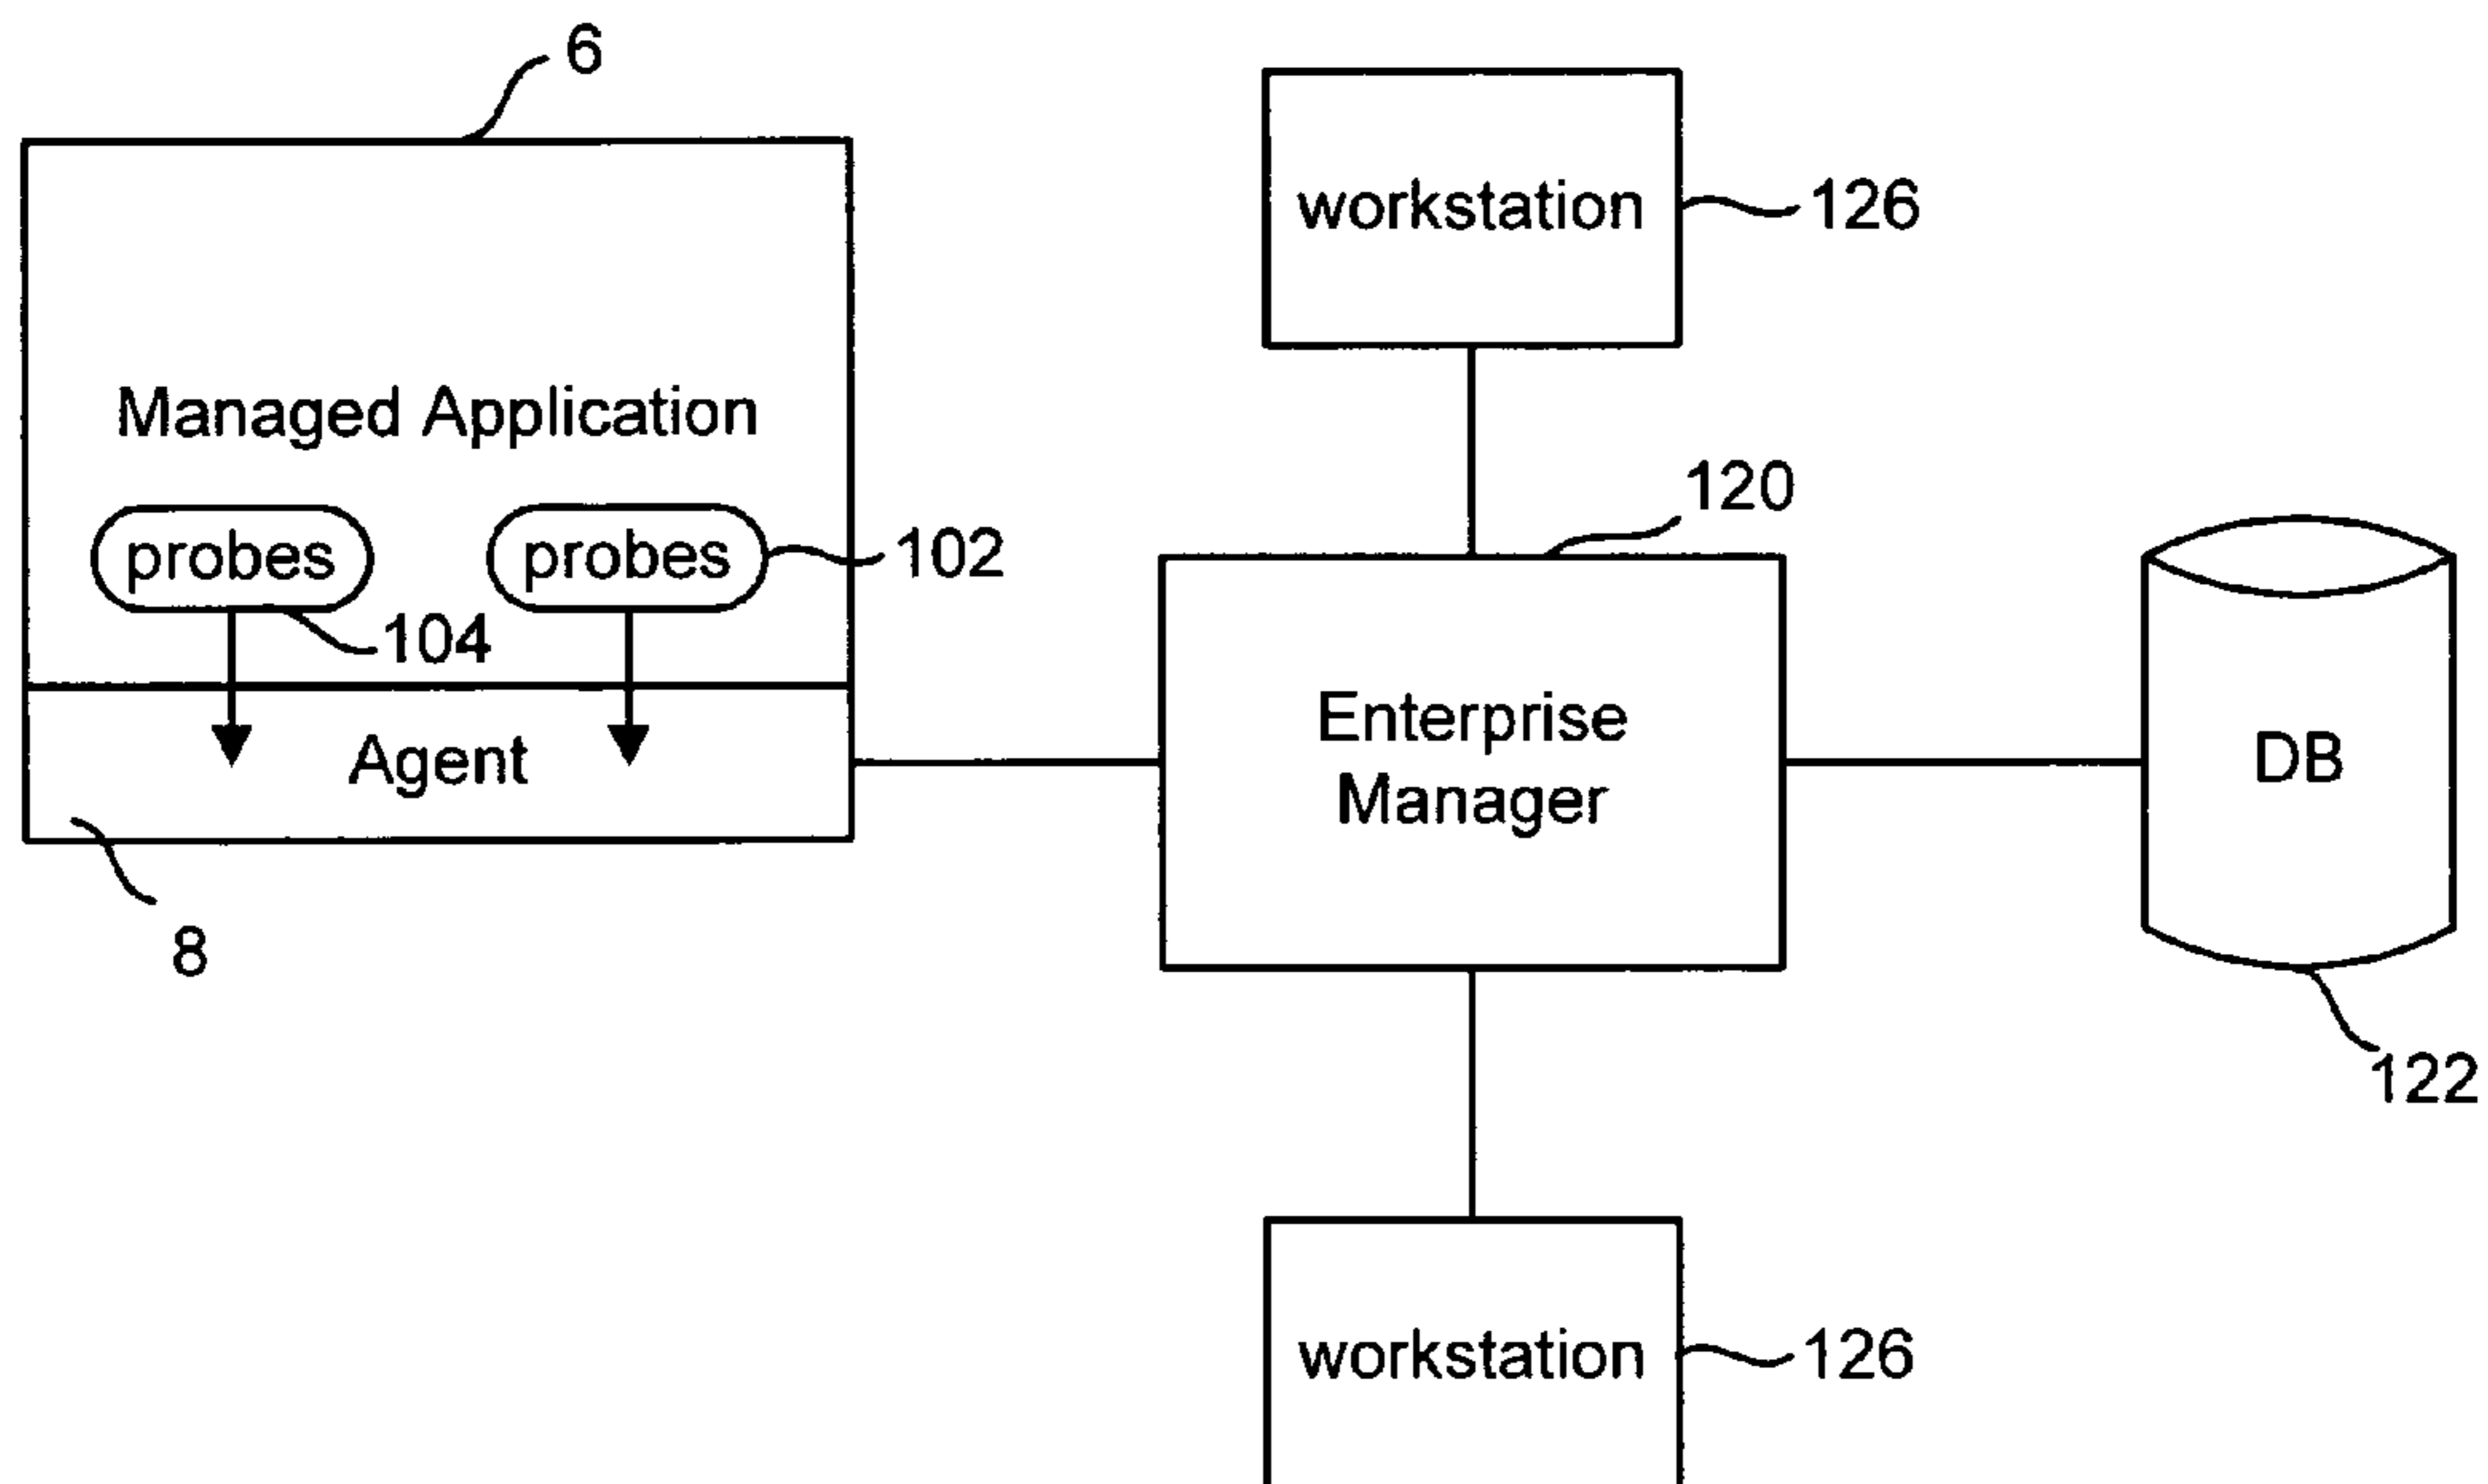 6
workstation
126
Managed Application
120
probes
probes
102
104
Enterprise
Manager
Agent
DB
8
122
workstation
126